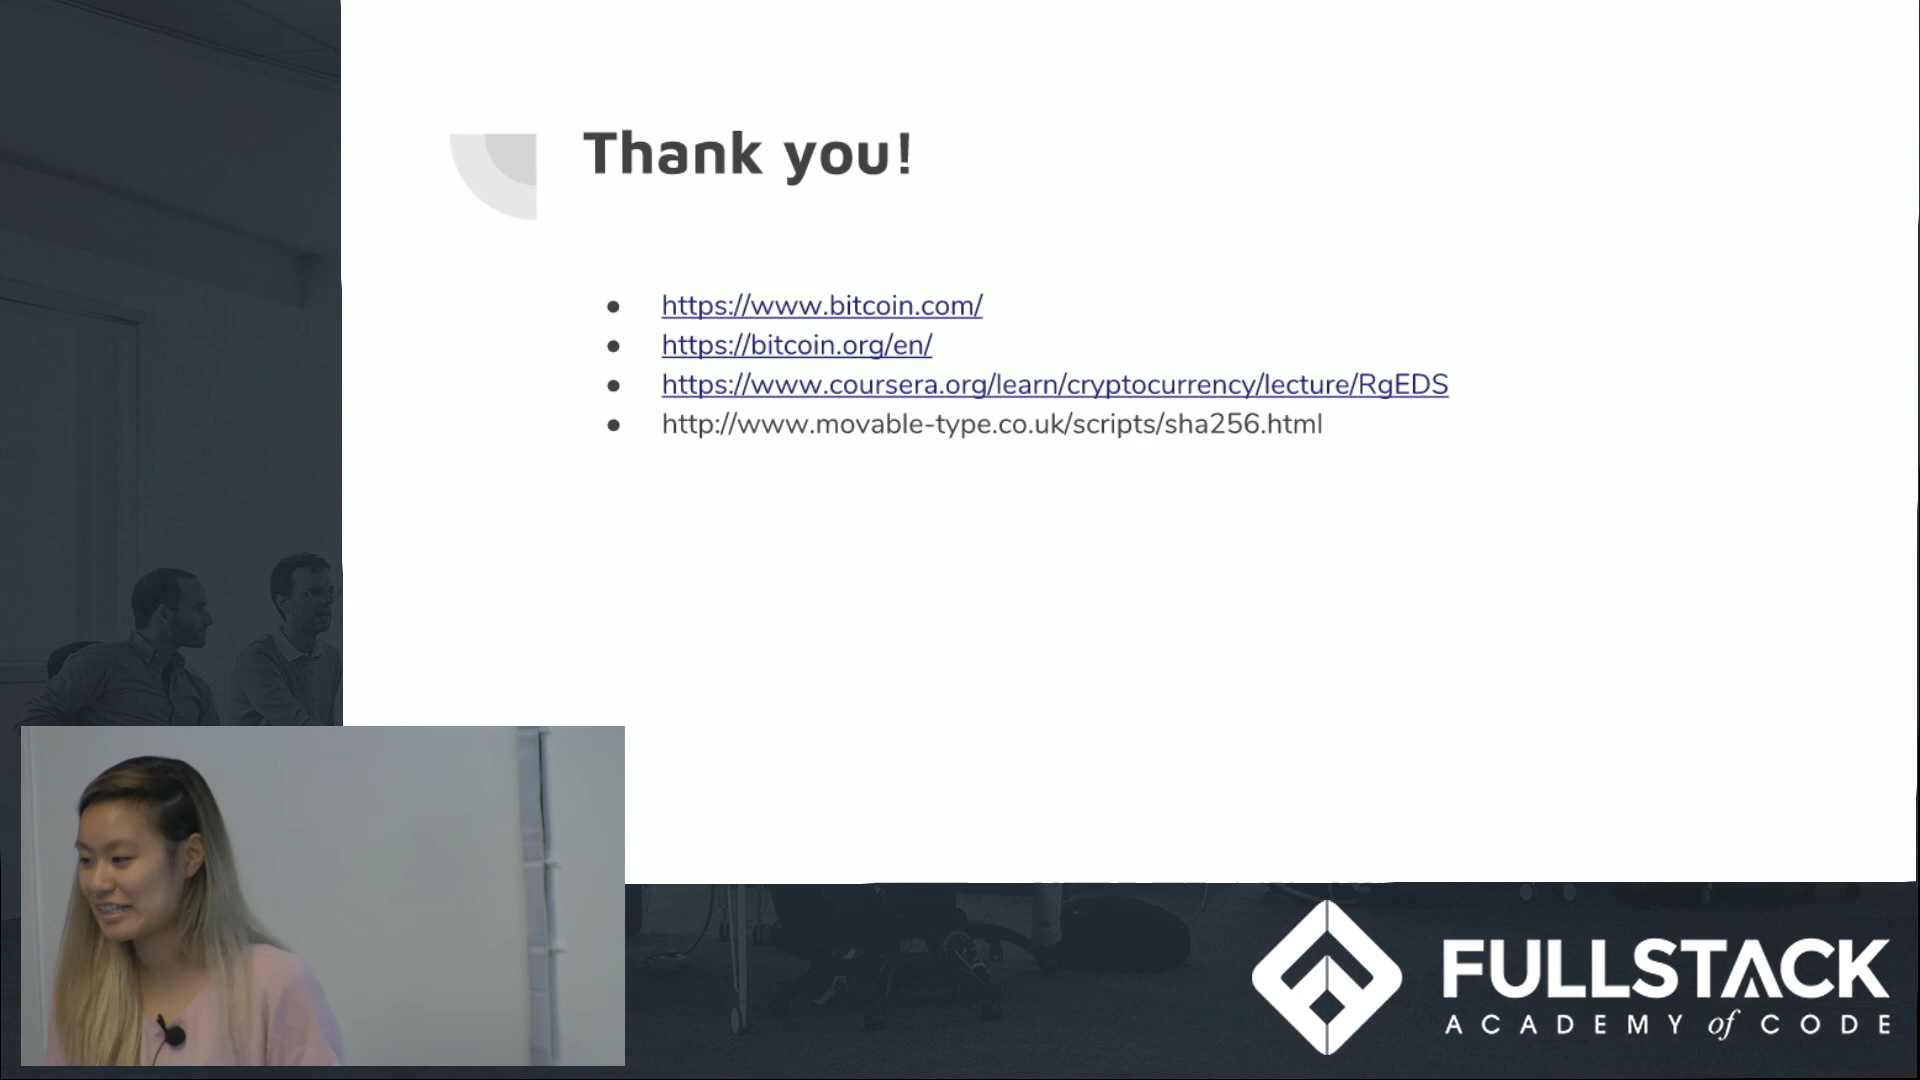 Thank you!
https://www.bitcoin.com/
https://bitcoin.org/en/
https://www.coursera.org/learn/cryptocurrency/lecture/RgEDS
http://www.movable-type.co.uk/scripts/sha256.html
FULLSTACK
ACADEMY of CODE